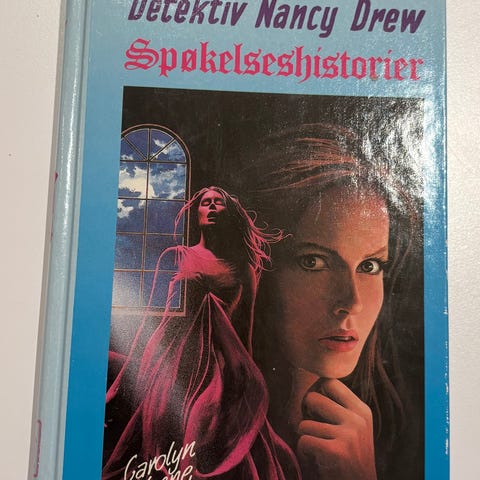 Detektiv Nancy Drew
Spøkelseshistorier
Carolyn